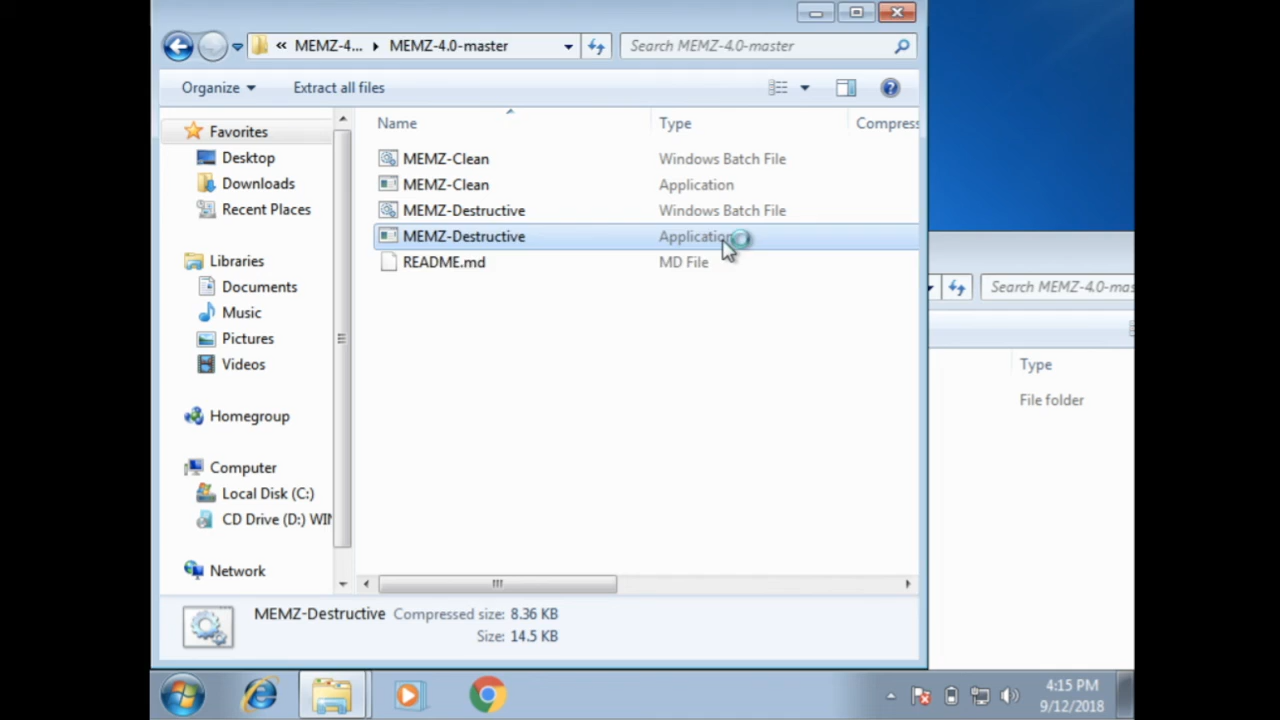 « MEMZ-4... MEMZ-4.0-master
Search MEMZ-4.0-master
Organize
Extract all files
Favorites
Desktop
Downloads
Recent Places
Libraries
Documents
Music
Pictures
Videos
Homegroup
Computer
Local Disk (C:)
CD Drive (D:) WIN
Network
Name Type Compress
MEMZ-Clean Windows Batch File
MEMZ-Clean Application
MEMZ-Destructive Windows Batch File
MEMZ-Destructive Application
README.md MD File
MEMZ-Destructive Compressed size: 8.36 KB
Size: 14.5 KB
Search MEMZ-4.0-mas
Type
File folder
4:15 PM
9/12/2018